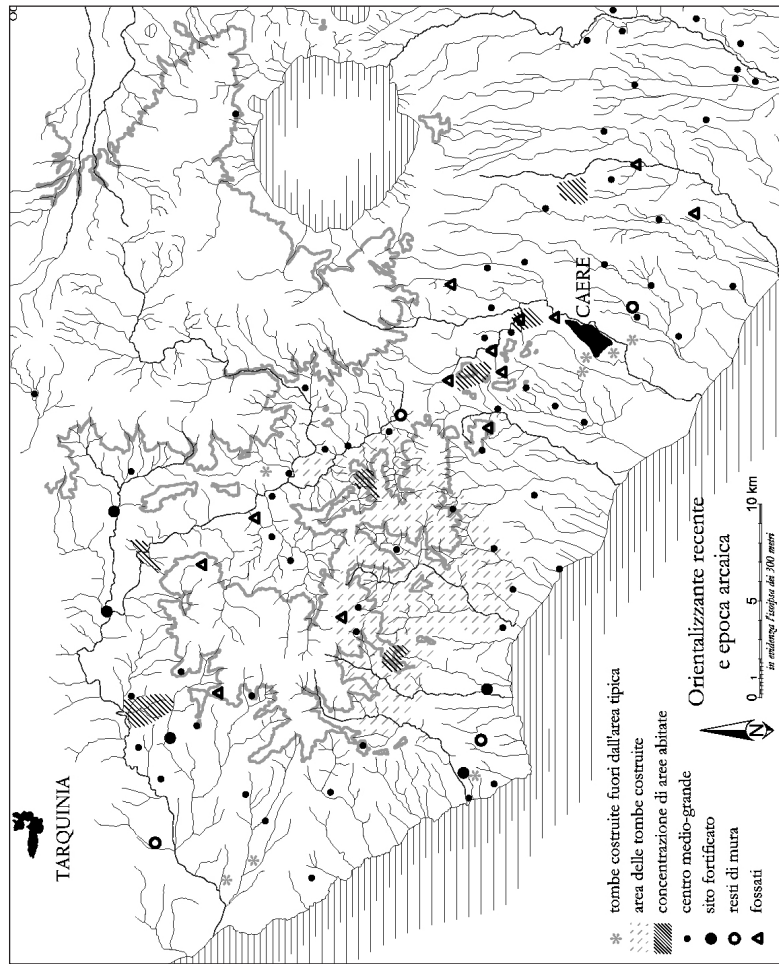 TARQUINIA
CAERE
tombe costruite fuori dall'area tipica
area delle tombe costruite
concentrazione di aree abitate
centro medio-grande
sito fortificato
resti di mura
fossati
Orientalizzante recente
e epoca arcaica
N
0 1 5 10 km
in evidenza l'isoipsa dei 300 metri